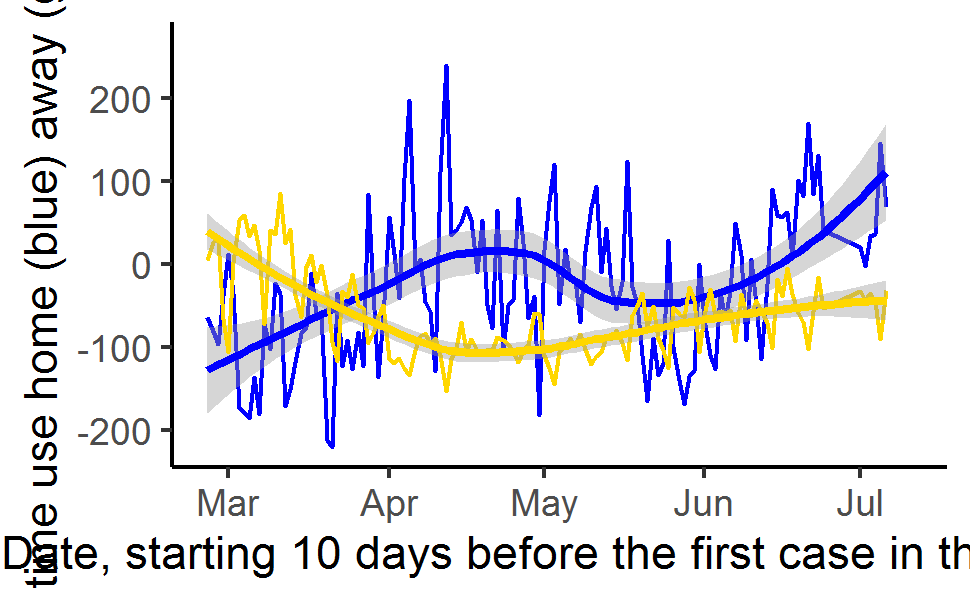 time use home (blue) away (
200
100
0
-100
-200
Mar Apr May Jun Jul
Date, starting 10 days before the first case in th